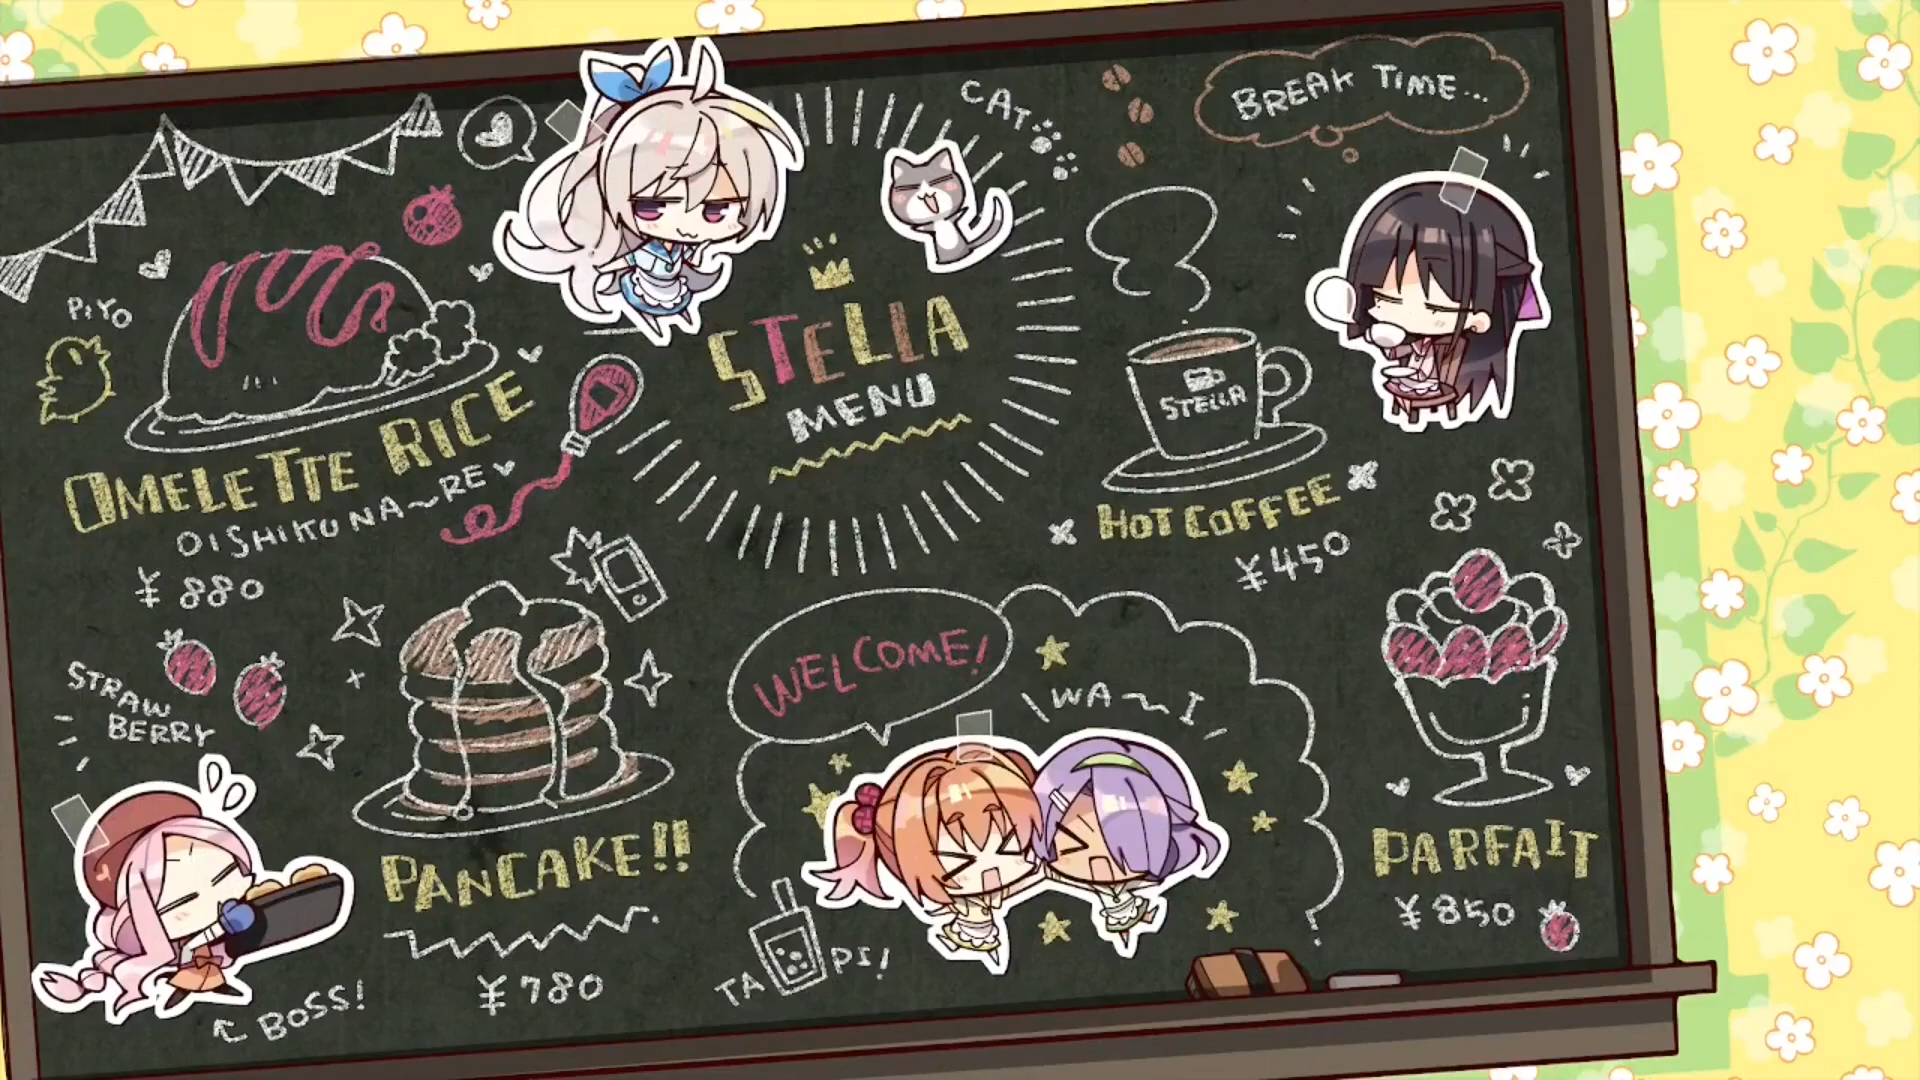 CAT
BREAK TIME...
PIYO
STELLA
MENU
STELLA
OMELETTE RICE
OISHIKUNA~RE♥
¥880
HOT COFFEE
¥450
STRAW
BERRY
WELCOME!
\WA~I
PANCAKE!!
¥780
BOSS!
TA PI!
PARFAIT
¥850